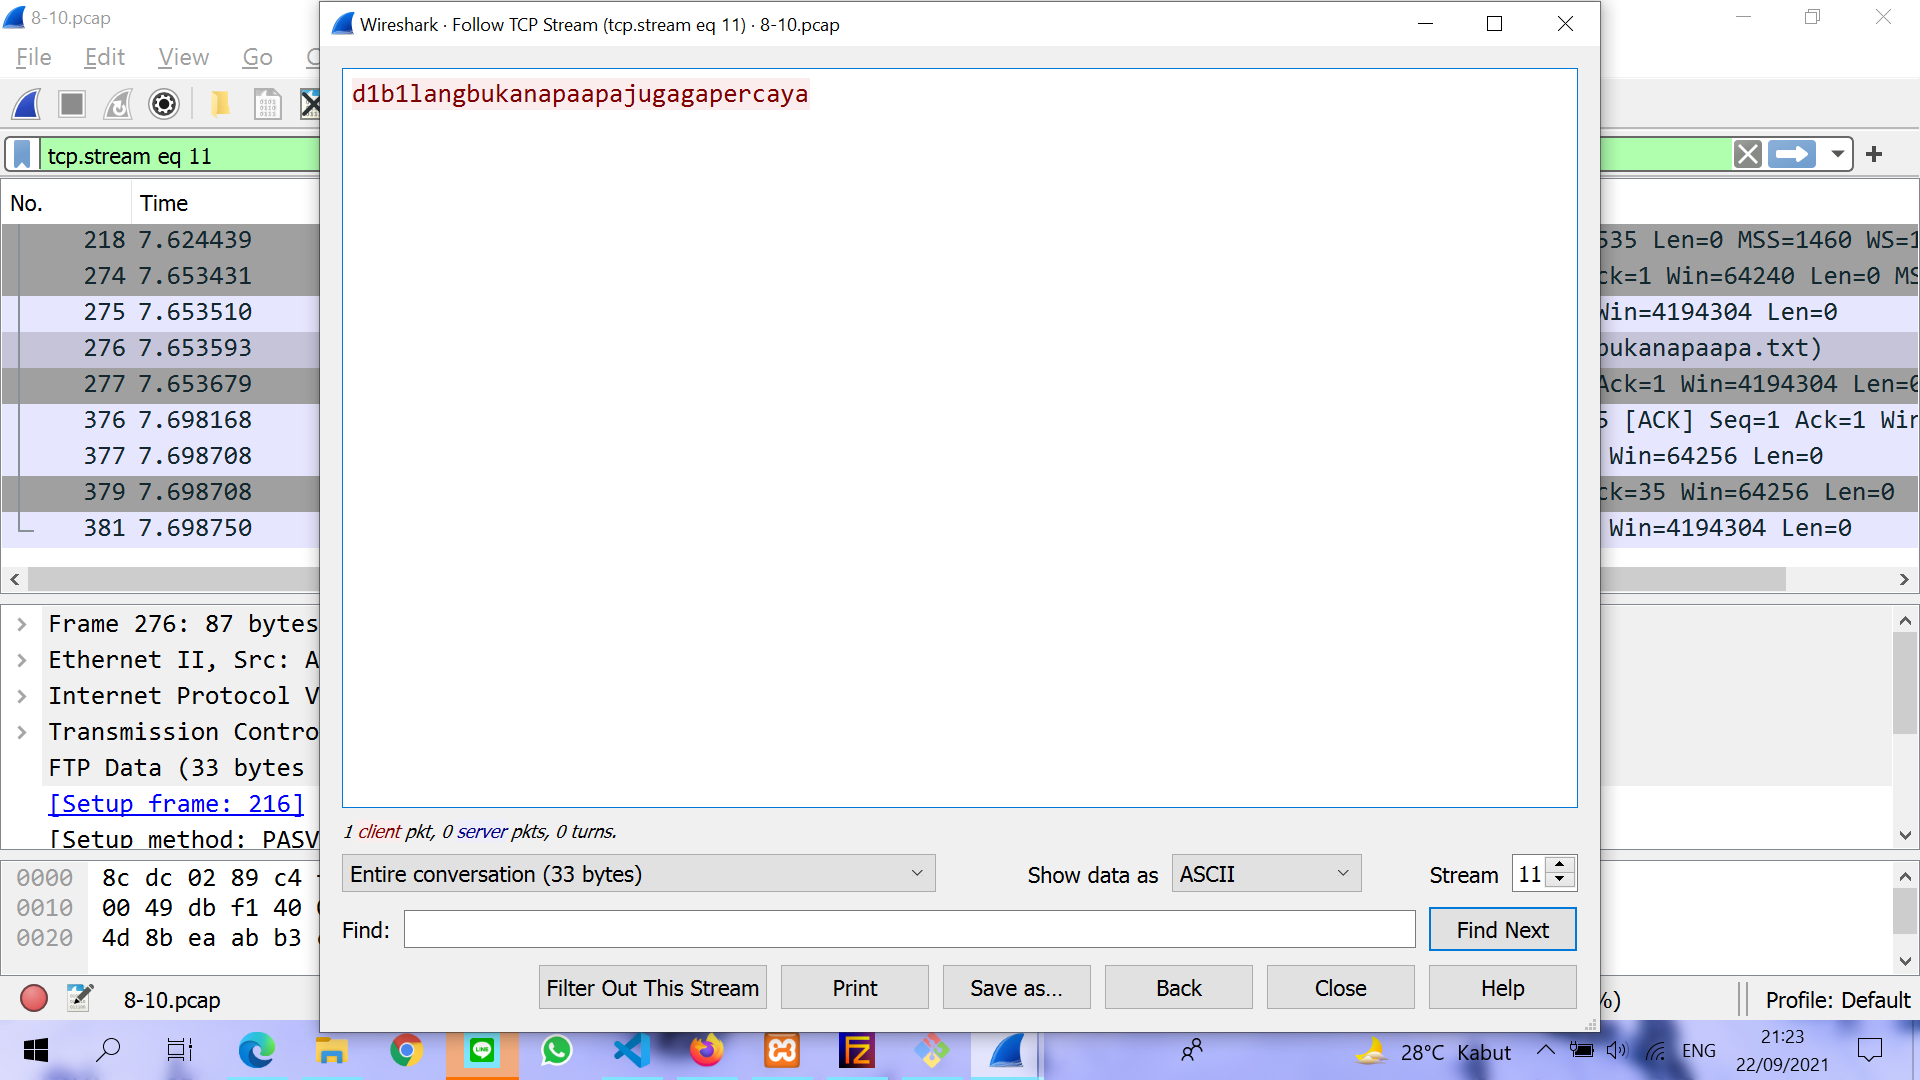 8-10.pcap
File Edit View Go
tcp.stream eq 11
No. Time
218 7.624439
274 7.653431
275 7.653510
276 7.653593
277 7.653679
376 7.698168
377 7.698708
379 7.698708
381 7.698750
Frame 276: 87 bytes
Ethernet II, Src: A
Internet Protocol V
Transmission Contro
FTP Data (33 bytes
[Setup frame: 216]
[Setup method: PASV
0000 8c dc 02 89 c4
0010 00 49 db f1 40
0020 4d 8b ea ab b3
8-10.pcap
Wireshark · Follow TCP Stream (tcp.stream eq 11) · 8-10.pcap
d1b1langbukanapaapajugagapercaya
1 client pkt, 0 server pkts, 0 turns.
Entire conversation (33 bytes)
Show data as ASCII
Stream 11
Find:
Find Next
Filter Out This Stream
Print
Save as...
Back
Close
Help
535 Len=0 MSS=1460 WS=1
ck=1 Win=64240 Len=0 MS
Win=4194304 Len=0
bukanapaapa.txt)
Ack=1 Win=4194304 Len=0
5 [ACK] Seq=1 Ack=1 Win
Win=64256 Len=0
ck=35 Win=64256 Len=0
Win=4194304 Len=0
%)
Profile: Default
28°C Kabut
ENG
21:23
22/09/2021